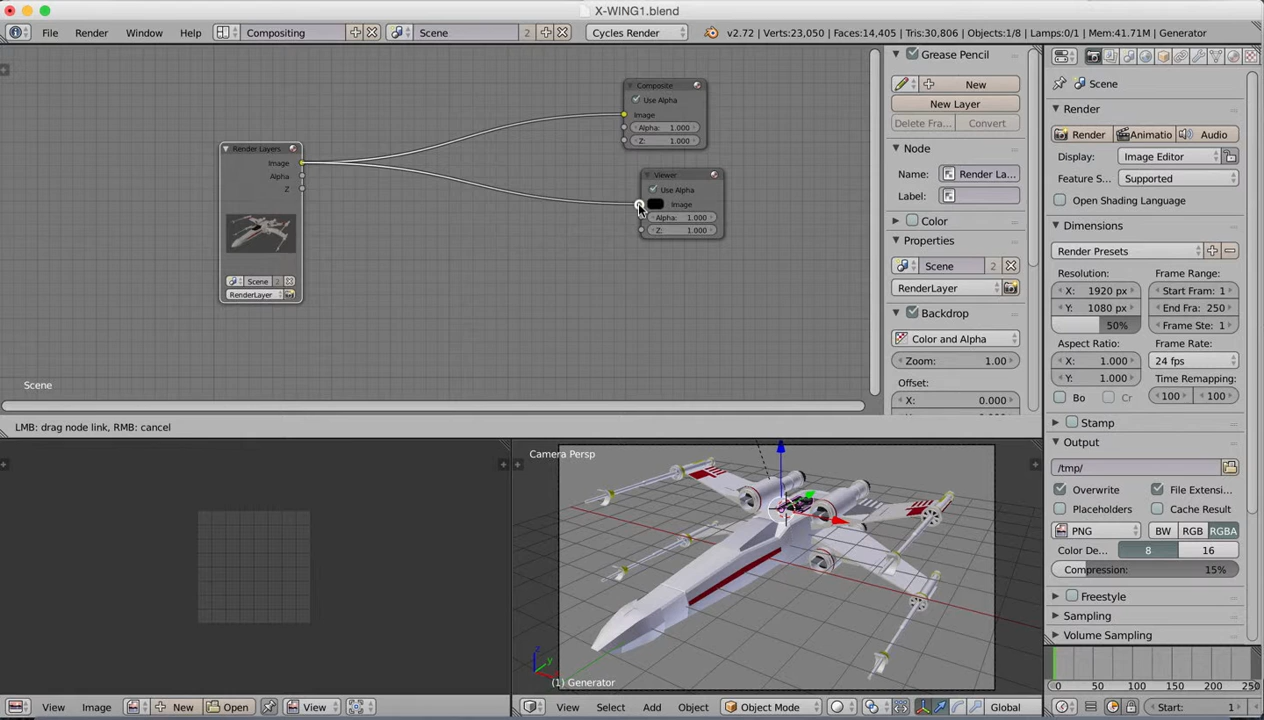 X-WING1.blend
File Render Window Help Compositing Scene 2 Cycles Render v2.72 | Verts:23,050 | Faces:14,405 | Tris:30,806 | Objects:1/8 | Lamps:0/1 | Mem:41.71M | Generator
Composite
Use Alpha
Image
Alpha: 1.000
Z: 1.000
Render Layers
Image
Alpha
Z
Scene 2
RenderLayer
Viewer
Use Alpha
Image
Alpha: 1.000
Z: 1.000
Scene
Grease Pencil
New
New Layer
Delete Fra... Convert
Node
Name: Render La...
Label:
Color
Properties
Scene 2
RenderLayer
Backdrop
Color and Alpha
Zoom: 1.00
Offset:
X: 0.000
Scene
Render
Render Animatio Audio
Display: Image Editor
Feature S... Supported
Open Shading Language
Dimensions
Render Presets
Resolution: Frame Range:
X: 1920 px Start Fram: 1
Y: 1080 px End Fra: 250
50% Frame Ste: 1
Aspect Ratio: Frame Rate:
X: 1.000 24 fps
Y: 1.000 Time Remapping:
Bo Cr 100 100
Stamp
Output
/tmp/
Overwrite File Extensi...
Placeholders Cache Result
PNG BW RGB RGBA
Color De... 8 16
Compression: 15%
Freestyle
Sampling
Volume Sampling
LMB: drag node link, RMB: cancel
View Image New Open View
Camera Persp
z
y
(1) Generator
View Select Add Object Object Mode Global
0 50 100 150 200 250
Start: 1